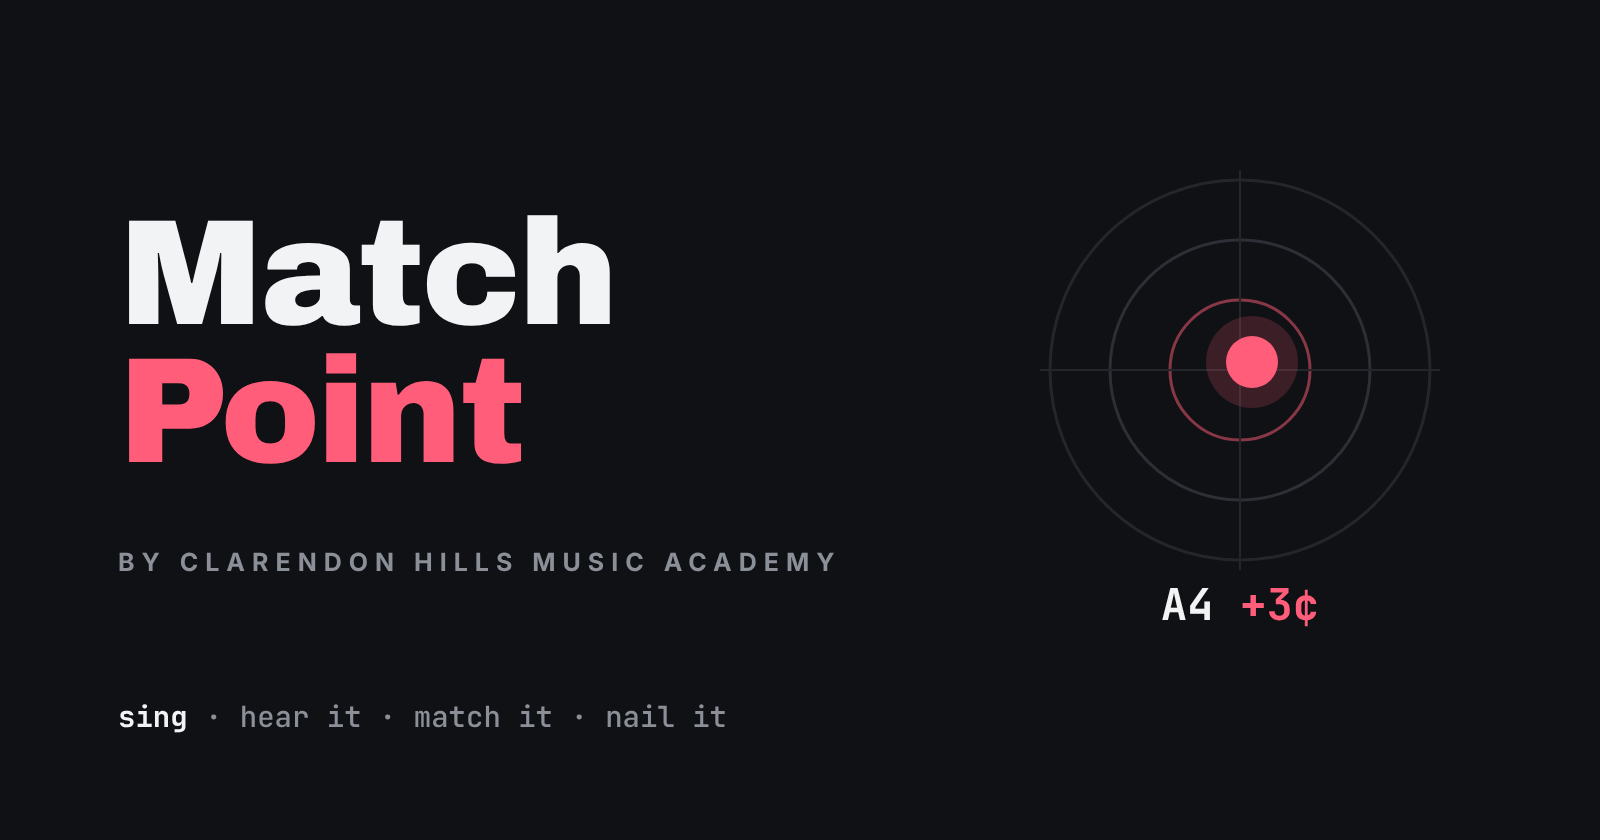 Match
Point
BY CLARENDON HILLS MUSIC ACADEMY
A4 +3¢
sing · hear it · match it · nail it